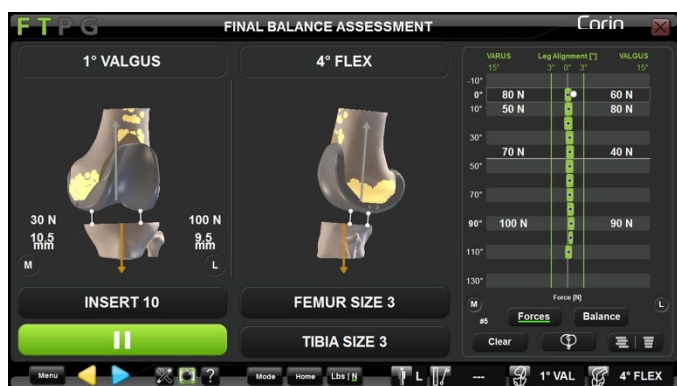 FTPG
FINAL BALANCE ASSESSMENT
Corin
1° VALGUS
4° FLEX
30 N
10.5
mm
M
100 N
9.5
mm
L
INSERT 10
FEMUR SIZE 3
TIBIA SIZE 3
VARUS Leg Alignment [°] VALGUS
15° 3° 0° 3° 15°
-10°
0° 80 N 60 N
10° 50 N 80 N
30°
70 N 40 N
50°
70°
90° 100 N 90 N
110°
130°
M Force [N] L
#5 Forces Balance
Clear
Menu ? Mode Home Lbs | N L --- 1° VAL 4° FLEX